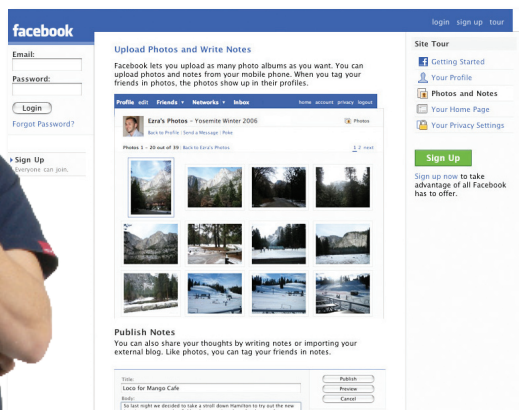 login sign up tour
facebook
Email:
Password:
Login
Forgot Password?
Sign Up
Everyone can join.
Upload Photos and Write Notes
Facebook lets you upload as many photo albums as you want. You can
upload photos and notes from your mobile phone. When you tag your
friends in photos, the photos show up in their profiles.
Profile edit Friends Networks Inbox home account privacy logout
Ezra's Photos – Yosemite Winter 2006
Photos
Back to Profile | Send a Message | Poke
Photos 1 - 20 out of 39 | Back to Ezra's Photos
1 2 next
Publish Notes
You can also share your thoughts by writing notes or importing your
external blog. Like photos, you can tag your friends in notes.
Title:
Loco for Mango Cafe
Body:
So last night we decided to take a stroll down Hamilton to try out the new
Publish
Preview
Cancel
Site Tour
Getting Started
Your Profile
Photos and Notes
Your Home Page
Your Privacy Settings
Sign Up
Sign up now to take
advantage of all Facebook
has to offer.